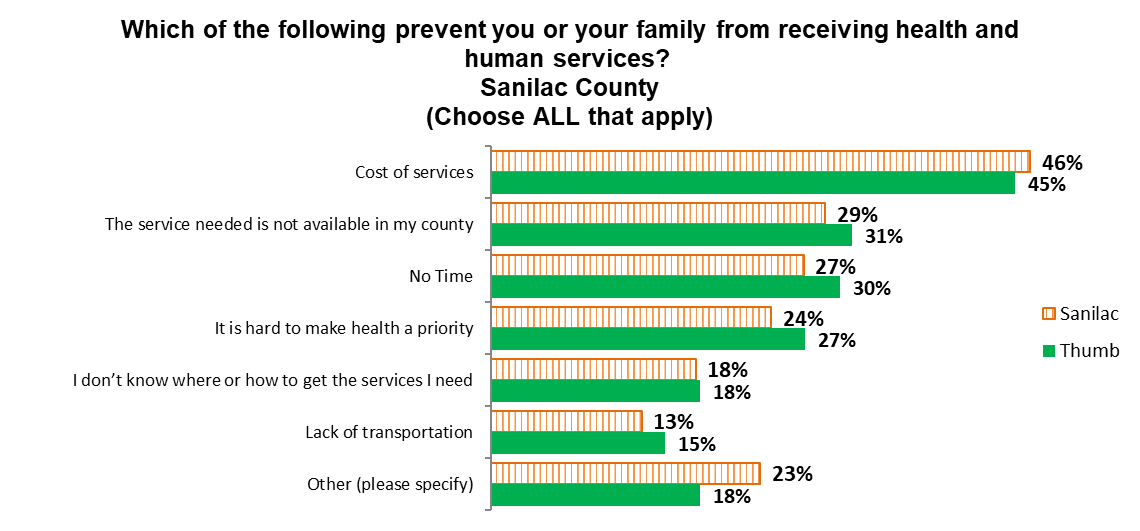 Which of the following prevent you or your family from receiving health and
human services?
Sanilac County
(Choose ALL that apply)
Cost of services
46%
45%
The service needed is not available in my county
29%
31%
No Time
27%
30%
It is hard to make health a priority
24%
27%
I don’t know where or how to get the services I need
18%
18%
Lack of transportation
13%
15%
Other (please specify)
23%
18%
Sanilac
Thumb